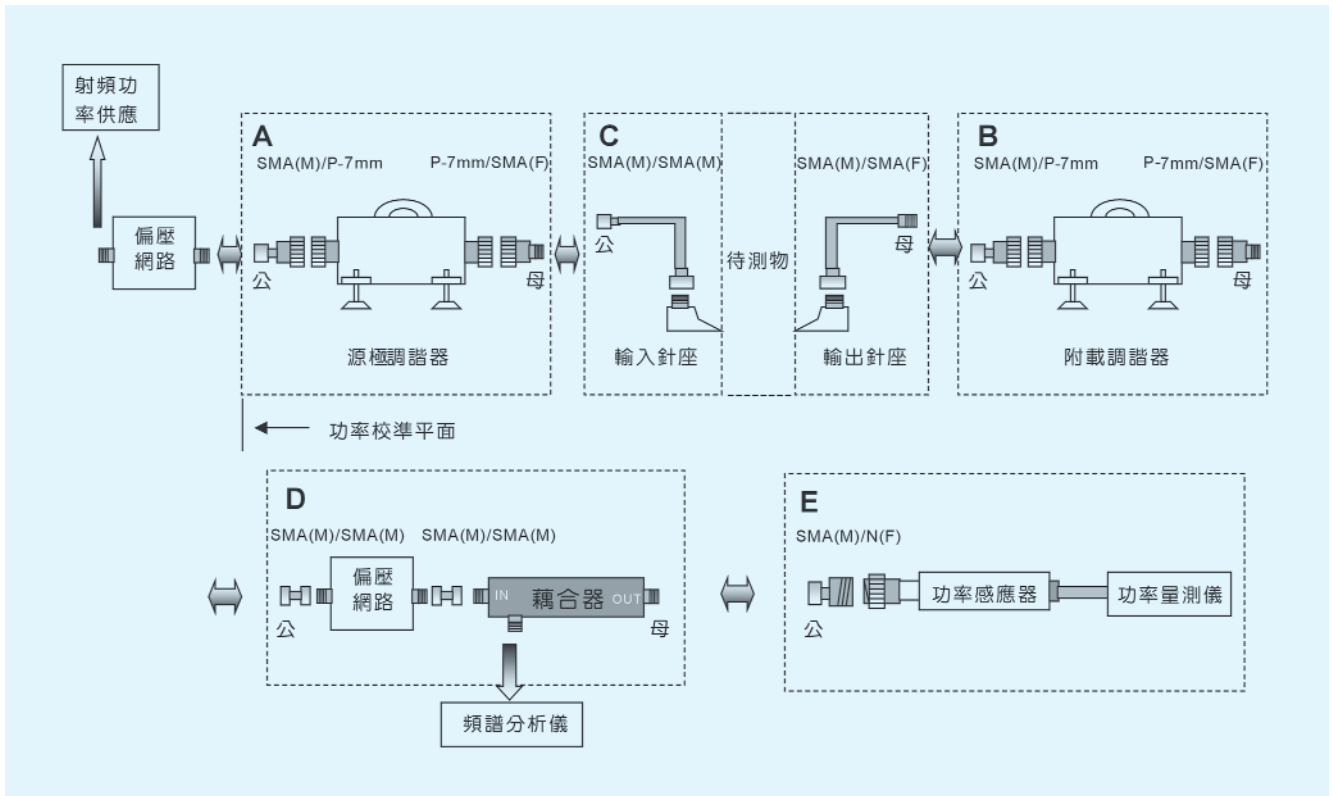 射頻功
率供應
偏壓
網路
A
SMA(M)/P-7mm
P-7mm/SMA(F)
公
母
源極調諧器
C
SMA(M)/SMA(M)
公
輸入針座
待測物
SMA(M)/SMA(F)
母
輸出針座
B
SMA(M)/P-7mm
P-7mm/SMA(F)
公
母
附載調諧器
功率校準平面
D
SMA(M)/SMA(M)
SMA(M)/SMA(M)
公
偏壓
網路
IN
耦合器
OUT
母
頻譜分析儀
E
SMA(M)/N(F)
公
功率感應器
功率量測儀